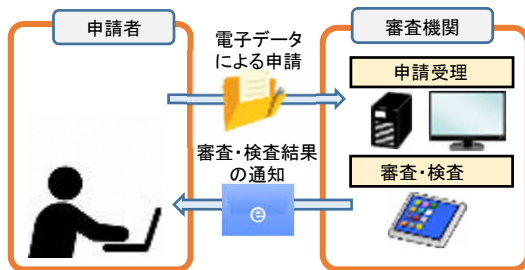 申請者
電子データ
による申請
審査機関
申請受理
審査・検査結果
の通知
審査・検査
e